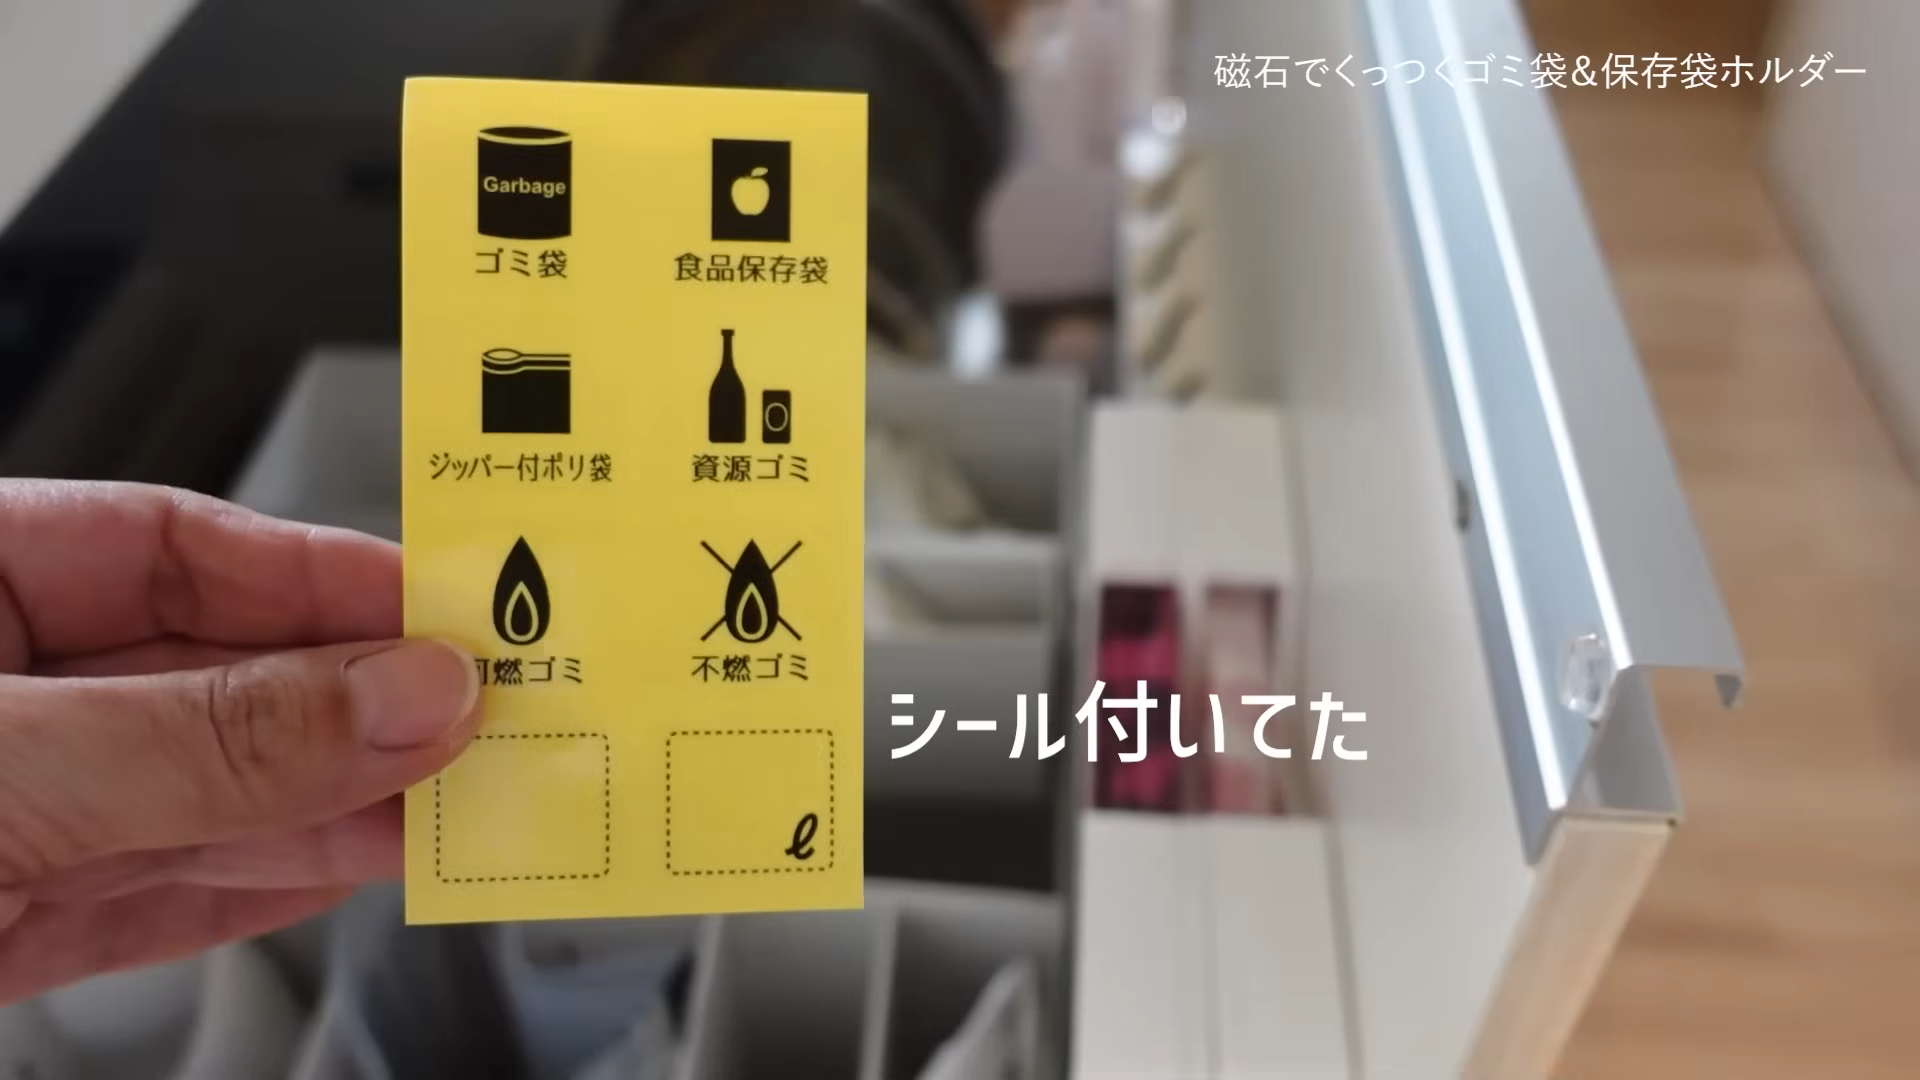 磁石でくっつくゴミ袋&保存袋ホルダー
Garbage
ゴミ袋
食品保存袋
ジッパー付ポリ袋
資源ゴミ
可燃ゴミ
不燃ゴミ
ℓ
シール付いてた